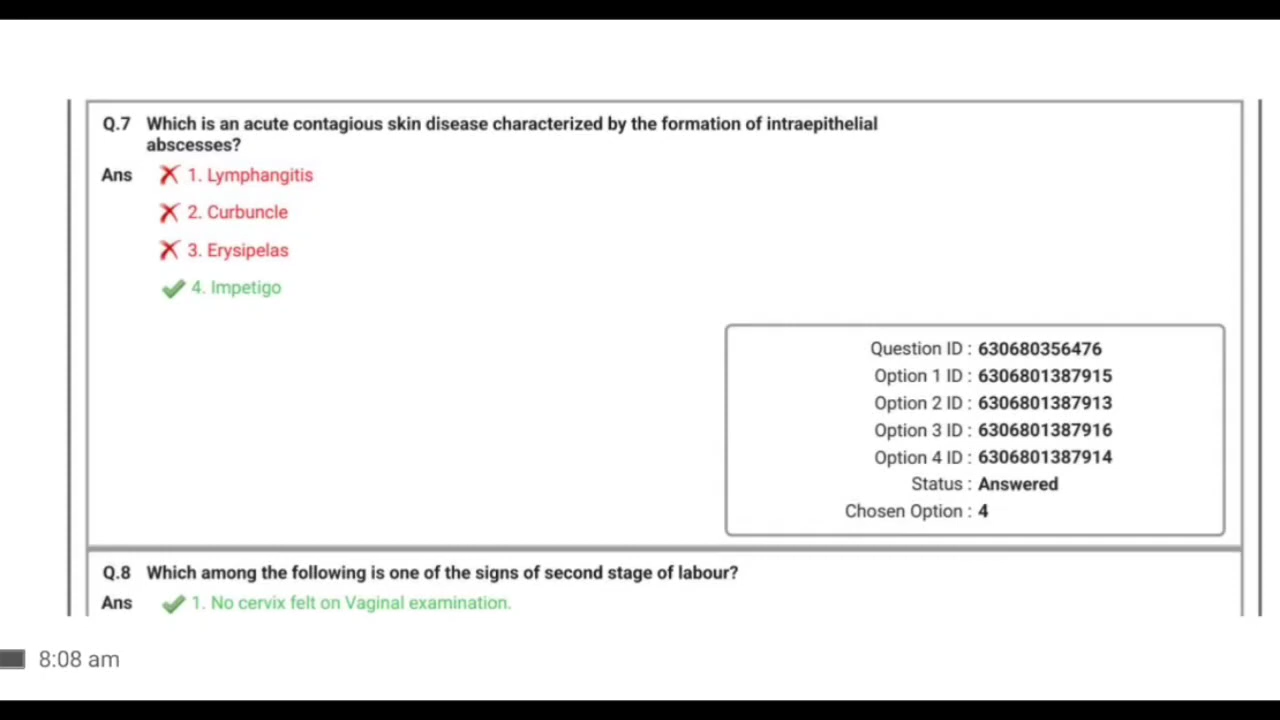 Q.7 Which is an acute contagious skin disease characterized by the formation of intraepithelial
abscesses?
Ans 1. Lymphangitis
2. Curbuncle
3. Erysipelas
4. Impetigo
Question ID : 630680356476
Option 1 ID : 6306801387915
Option 2 ID : 6306801387913
Option 3 ID : 6306801387916
Option 4 ID : 6306801387914
Status : Answered
Chosen Option : 4
Q.8 Which among the following is one of the signs of second stage of labour?
Ans 1. No cervix felt on Vaginal examination.
8:08 am